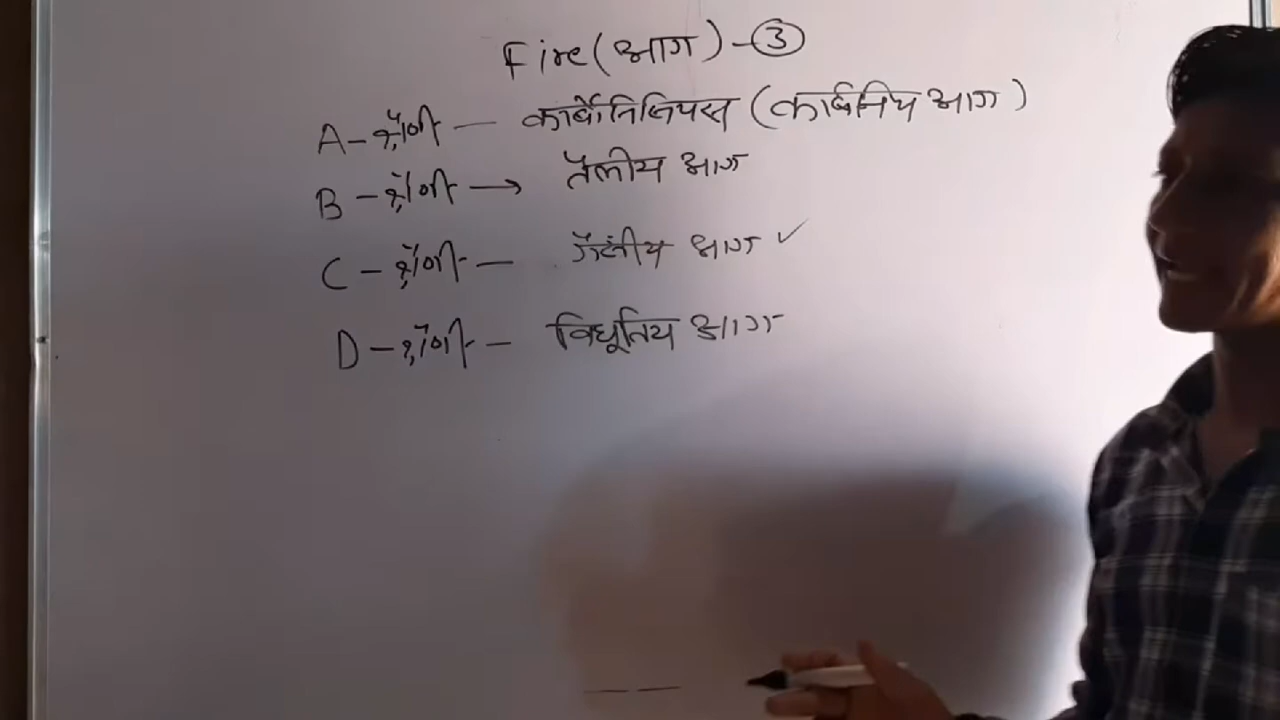 Fire (आग) - ③
A - श्रेणी - कार्बोनिशियस (कार्बनिय आग)
B - श्रेणी → तैलीय आग
C - श्रेणी - गैसीय आग ✓
D - श्रेणी - विधूतिय आग